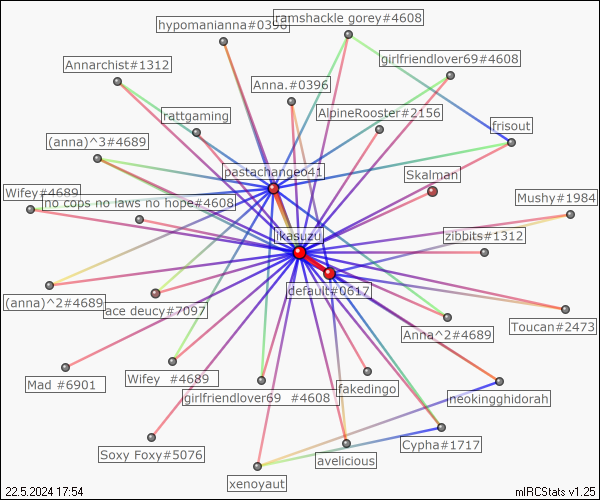 hypomanianna#0396
ramshackle gorey#4608
girlfriendlover69#4608
Annarchist#1312
Anna.#0396
rattgaming
AlpineRooster#2156
frisout
(anna)^3#4689
pastachangeo41
Skalman
Wifey#4689
no cops no laws no hope#4608
Mushy#1984
ikasuzu
zibbits#1312
default#0617
(anna)^2#4689
ace deucy#7097
Anna^2#4689
Toucan#2473
Mad #6901
Wifey #4689
girlfriendlover69 #4608
fakedingo
neokingghidorah
Soxy Foxy#5076
avelicious
Cypha#1717
xenoyaut
22.5.2024 17:54
mIRCStats v1.25